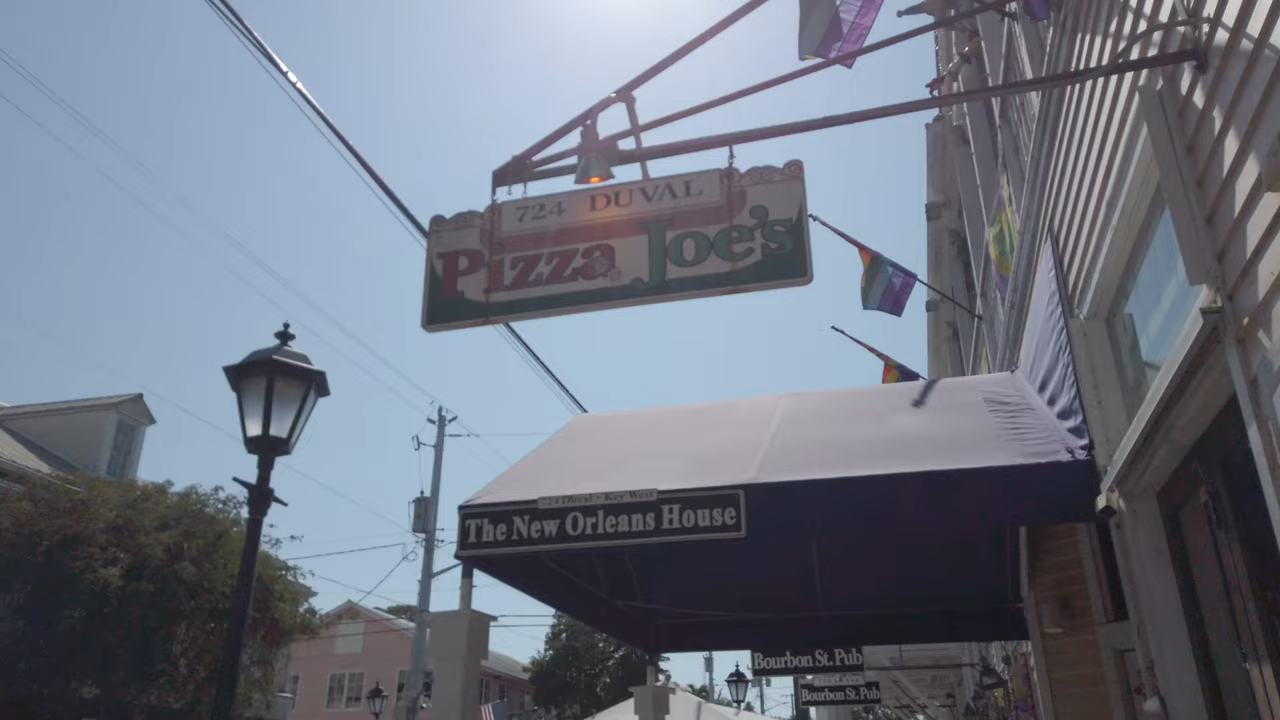 724 DUVAL
Pizza Joe's
724 Duval • Key West
The New Orleans House
Bourbon St. Pub
Bourbon St. Pub